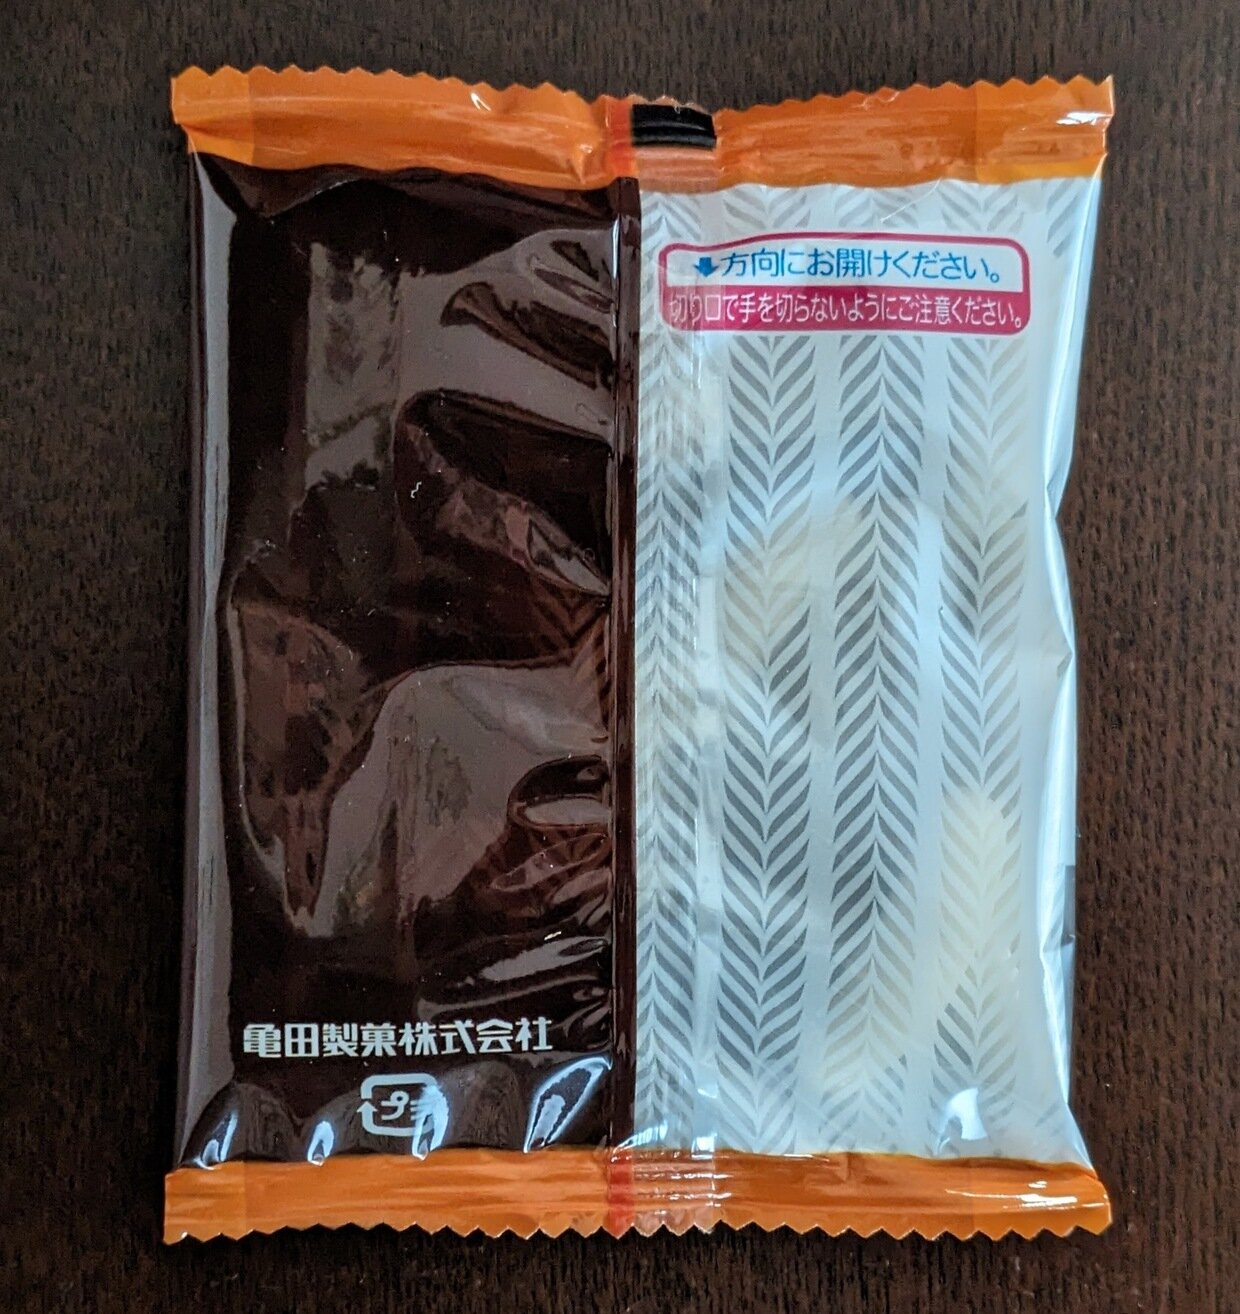 ⬇方向にお開けください。
切り口で手を切らないようにご注意ください。
亀田製菓株式会社
プラ